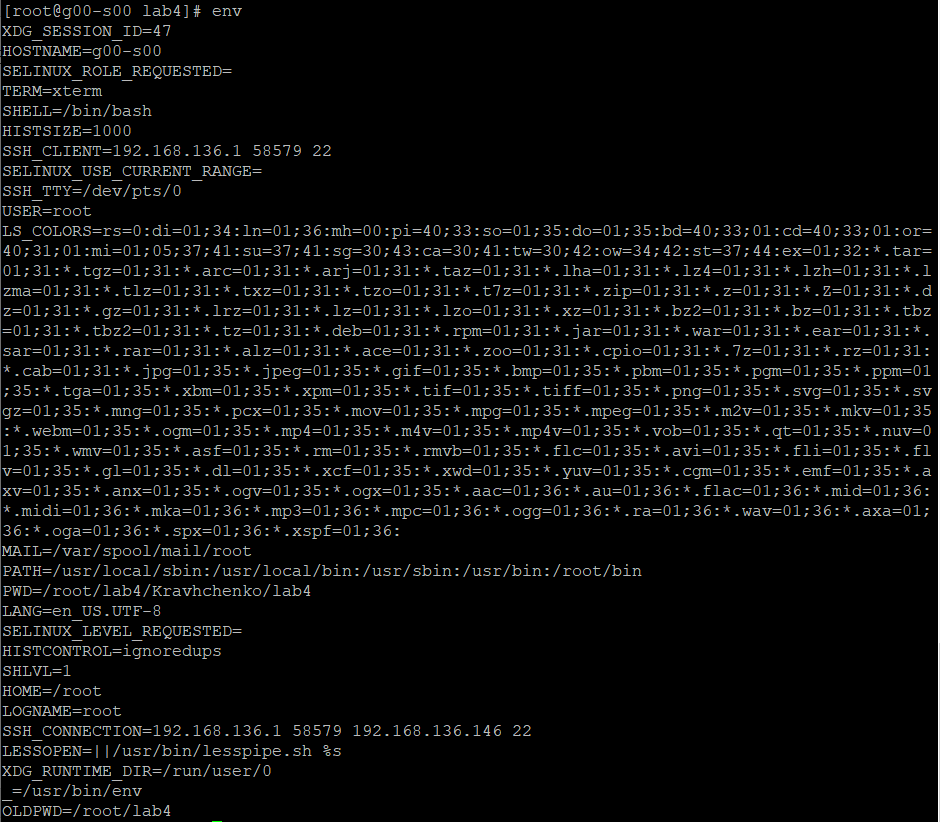 [root@g00-s00 lab4]# env
XDG_SESSION_ID=47
HOSTNAME=g00-s00
SELINUX_ROLE_REQUESTED=
TERM=xterm
SHELL=/bin/bash
HISTSIZE=1000
SSH_CLIENT=192.168.136.1 58579 22
SELINUX_USE_CURRENT_RANGE=
SSH_TTY=/dev/pts/0
USER=root
LS_COLORS=rs=0:di=01;34:ln=01;36:mh=00:pi=40;33:so=01;35:do=01;35:bd=40;33;01:cd=40;33;01:or=
40;31;01:mi=01;05;37;41:su=37;41:sg=30;43:ca=30;41:tw=30;42:ow=34;42:st=37;44:ex=01;32:*.tar=
01;31:*.tgz=01;31:*.arc=01;31:*.arj=01;31:*.taz=01;31:*.lha=01;31:*.lz4=01;31:*.lzh=01;31:*.l
zma=01;31:*.tlz=01;31:*.txz=01;31:*.tzo=01;31:*.t7z=01;31:*.zip=01;31:*.z=01;31:*.Z=01;31:*.d
z=01;31:*.gz=01;31:*.lrz=01;31:*.lz=01;31:*.lzo=01;31:*.xz=01;31:*.bz2=01;31:*.bz=01;31:*.tbz
=01;31:*.tbz2=01;31:*.tz=01;31:*.deb=01;31:*.rpm=01;31:*.jar=01;31:*.war=01;31:*.ear=01;31:*.
sar=01;31:*.rar=01;31:*.alz=01;31:*.ace=01;31:*.zoo=01;31:*.cpio=01;31:*.7z=01;31:*.rz=01;31:
*.cab=01;31:*.jpg=01;35:*.jpeg=01;35:*.gif=01;35:*.bmp=01;35:*.pbm=01;35:*.pgm=01;35:*.ppm=01
;35:*.tga=01;35:*.xbm=01;35:*.xpm=01;35:*.tif=01;35:*.tiff=01;35:*.png=01;35:*.svg=01;35:*.sv
gz=01;35:*.mng=01;35:*.pcx=01;35:*.mov=01;35:*.mpg=01;35:*.mpeg=01;35:*.m2v=01;35:*.mkv=01;35
:*.webm=01;35:*.ogm=01;35:*.mp4=01;35:*.m4v=01;35:*.mp4v=01;35:*.vob=01;35:*.qt=01;35:*.nuv=0
1;35:*.wmv=01;35:*.asf=01;35:*.rm=01;35:*.rmvb=01;35:*.flc=01;35:*.avi=01;35:*.fli=01;35:*.fl
v=01;35:*.gl=01;35:*.dl=01;35:*.xcf=01;35:*.xwd=01;35:*.yuv=01;35:*.cgm=01;35:*.emf=01;35:*.a
xv=01;35:*.anx=01;35:*.ogv=01;35:*.ogx=01;35:*.aac=01;36:*.au=01;36:*.flac=01;36:*.mid=01;36:
*.midi=01;36:*.mka=01;36:*.mp3=01;36:*.mpc=01;36:*.ogg=01;36:*.ra=01;36:*.wav=01;36:*.axa=01;
36:*.oga=01;36:*.spx=01;36:*.xspf=01;36:
MAIL=/var/spool/mail/root
PATH=/usr/local/sbin:/usr/local/bin:/usr/sbin:/usr/bin:/root/bin
PWD=/root/lab4/Kravhchenko/lab4
LANG=en_US.UTF-8
SELINUX_LEVEL_REQUESTED=
HISTCONTROL=ignoredups
SHLVL=1
HOME=/root
LOGNAME=root
SSH_CONNECTION=192.168.136.1 58579 192.168.136.146 22
LESSOPEN=||/usr/bin/lesspipe.sh %s
XDG_RUNTIME_DIR=/run/user/0
_=/usr/bin/env
OLDPWD=/root/lab4